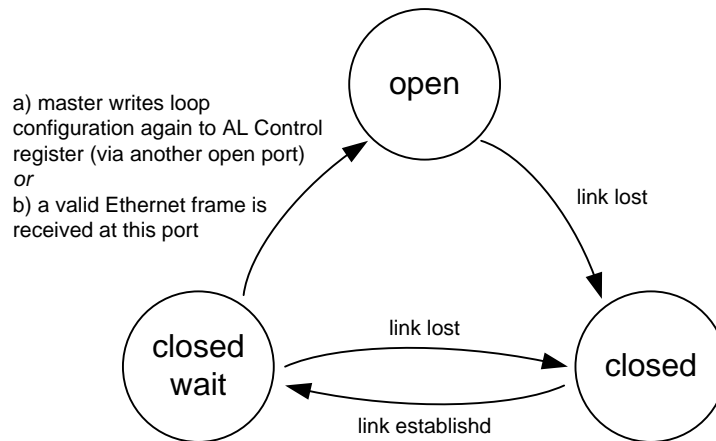 open
a) master writes loop
configuration again to AL Control
register (via another open port)
or
b) a valid Ethernet frame is
received at this port
link lost
closed
wait
link lost
closed
link establishd